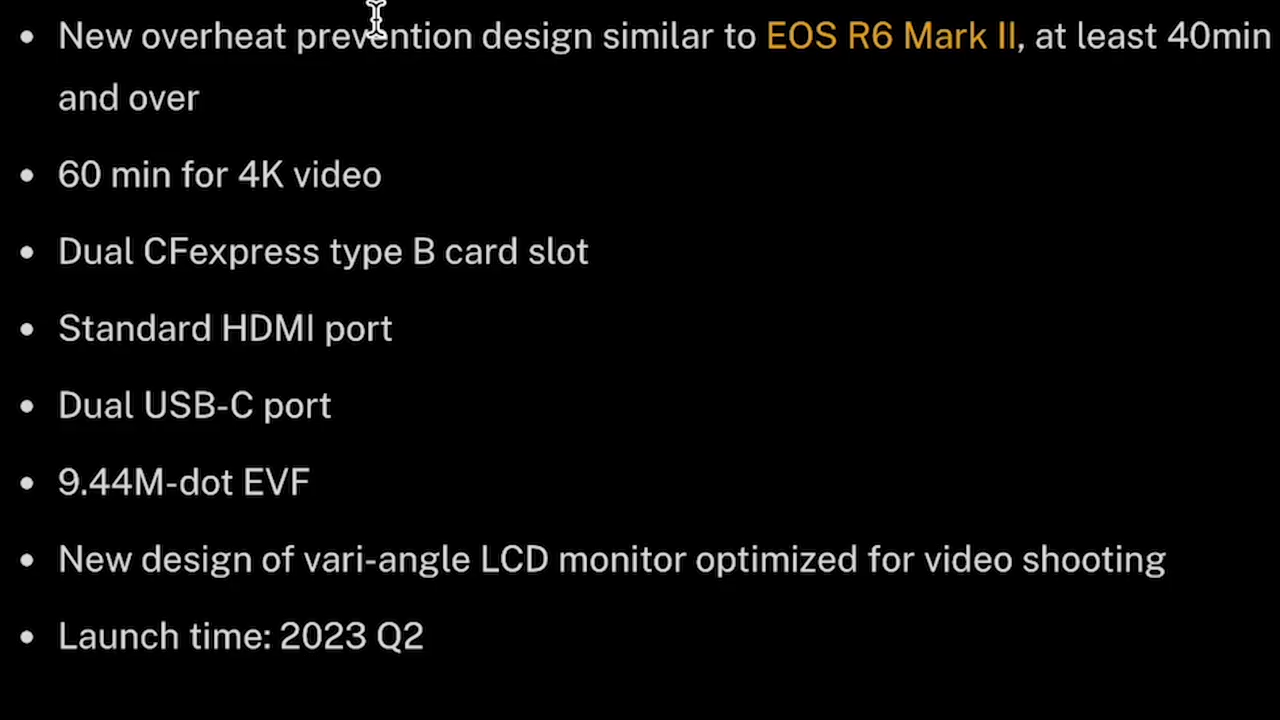 • New overheat prevention design similar to EOS R6 Mark II, at least 40min
and over
• 60 min for 4K video
• Dual CFexpress type B card slot
• Standard HDMI port
• Dual USB-C port
• 9.44M-dot EVF
• New design of vari-angle LCD monitor optimized for video shooting
• Launch time: 2023 Q2